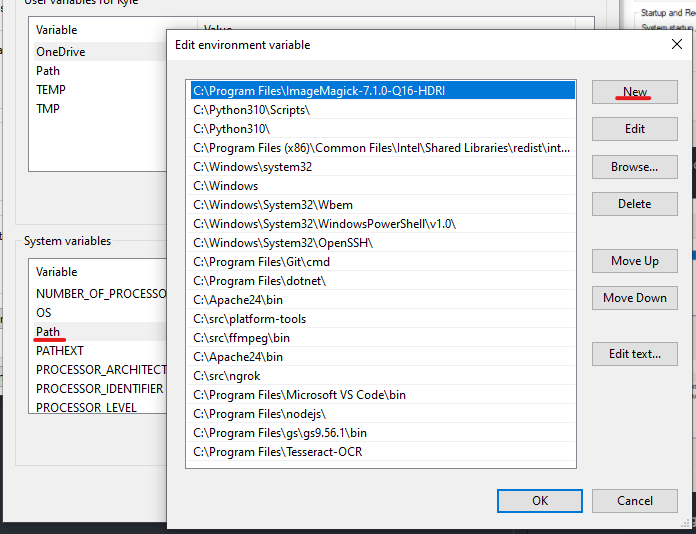 User variables for Kyle
Variable
Value
OneDrive
Path
TEMP
TMP
System variables
Variable
NUMBER_OF_PROCESSO
OS
Path
PATHEXT
PROCESSOR_ARCHITECT
PROCESSOR_IDENTIFIER
PROCESSOR_LEVEL
Startup and Re
System startup
Edit environment variable
C:\Program Files\ImageMagick-7.1.0-Q16-HDRI
C:\Python310\Scripts\
C:\Python310\
C:\Program Files (x86)\Common Files\Intel\Shared Libraries\redist\int...
C:\Windows\system32
C:\Windows
C:\Windows\System32\Wbem
C:\Windows\System32\WindowsPowerShell\v1.0\
C:\Windows\System32\OpenSSH\
C:\Program Files\Git\cmd
C:\Program Files\dotnet\
C:\Apache24\bin
C:\src\platform-tools
C:\src\ffmpeg\bin
C:\Apache24\bin
C:\src\ngrok
C:\Program Files\Microsoft VS Code\bin
C:\Program Files\nodejs\
C:\Program Files\gs\gs9.56.1\bin
C:\Program Files\Tesseract-OCR
New
Edit
Browse...
Delete
Move Up
Move Down
Edit text...
OK
Cancel